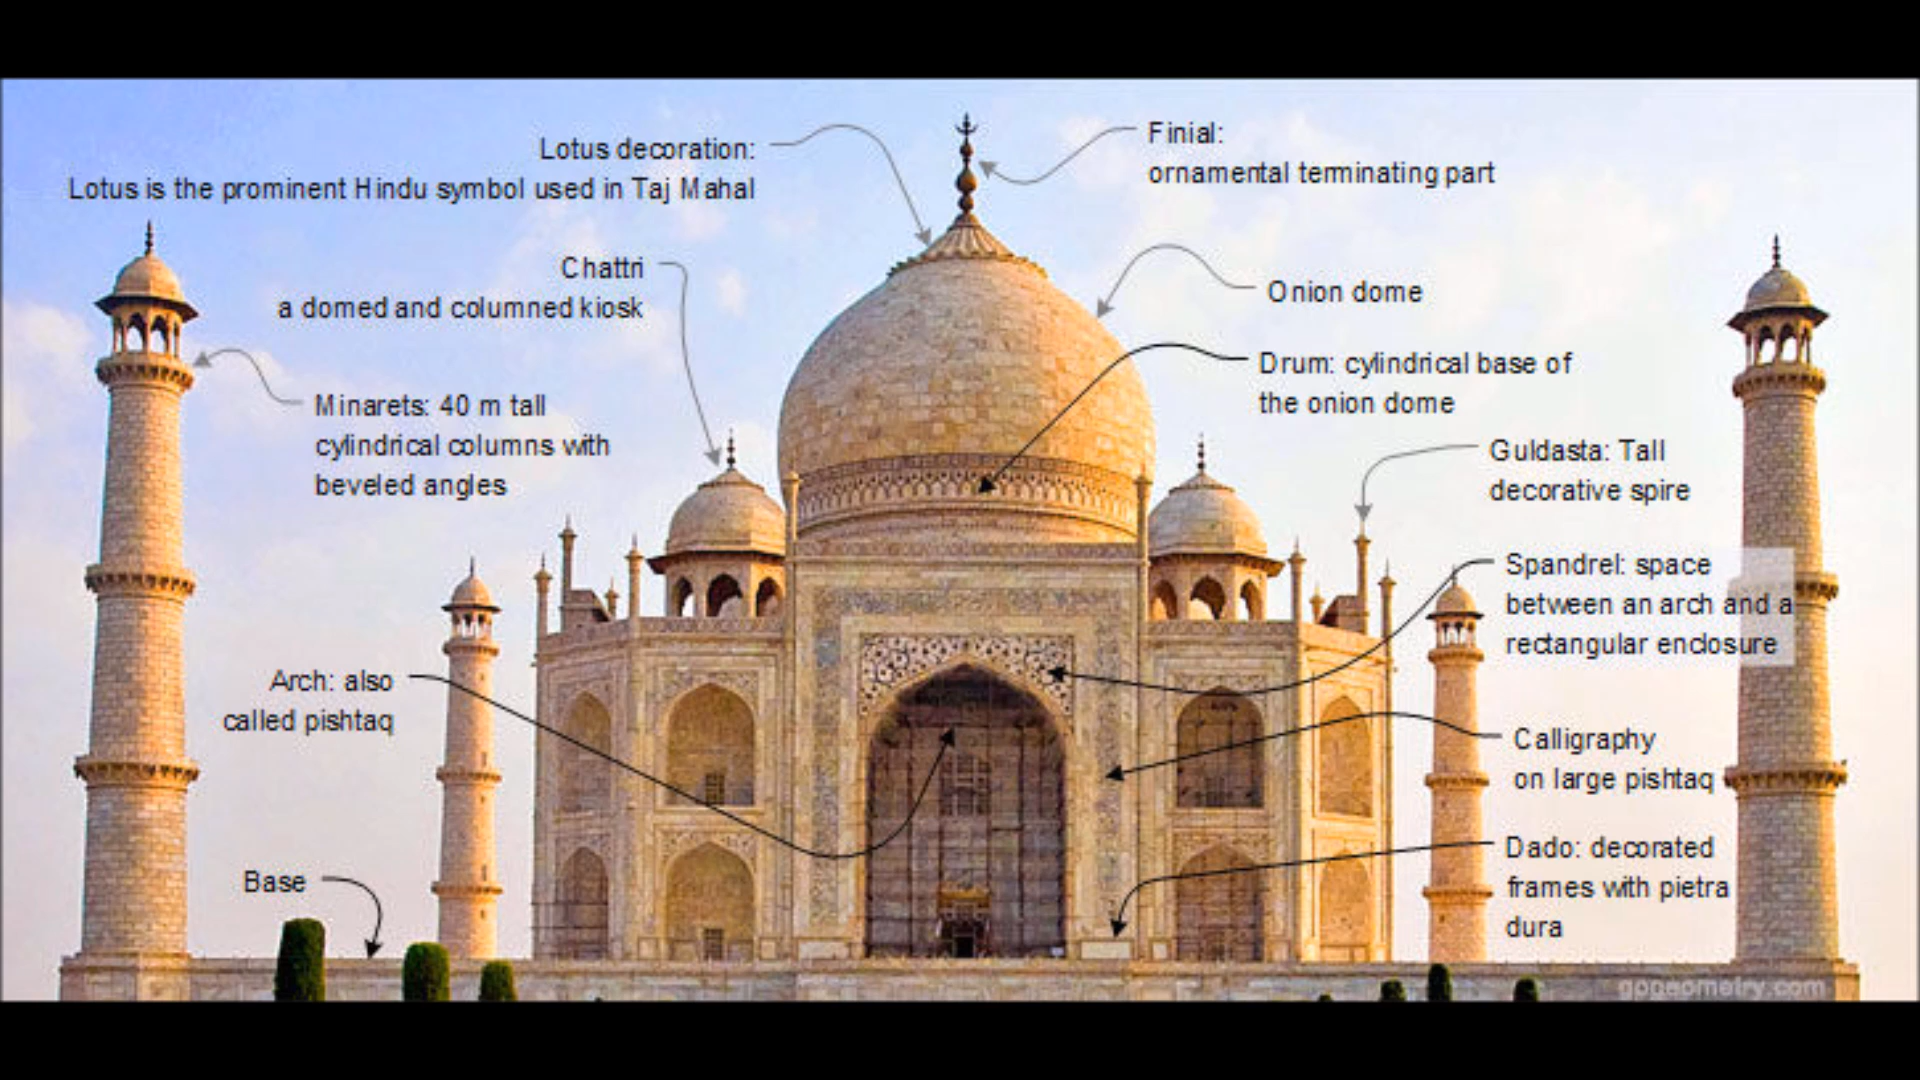 Lotus decoration:
Lotus is the prominent Hindu symbol used in Taj Mahal
Finial:
ornamental terminating part
Chattri
a domed and columned kiosk
Onion dome
Minarets: 40 m tall
cylindrical columns with
beveled angles
Drum: cylindrical base of
the onion dome
Guldasta: Tall
decorative spire
Spandrel: space
between an arch and a
rectangular enclosure
Arch: also
called pishtaq
Calligraphy
on large pishtaq
Base
Dado: decorated
frames with pietra
dura
gogeometry.com